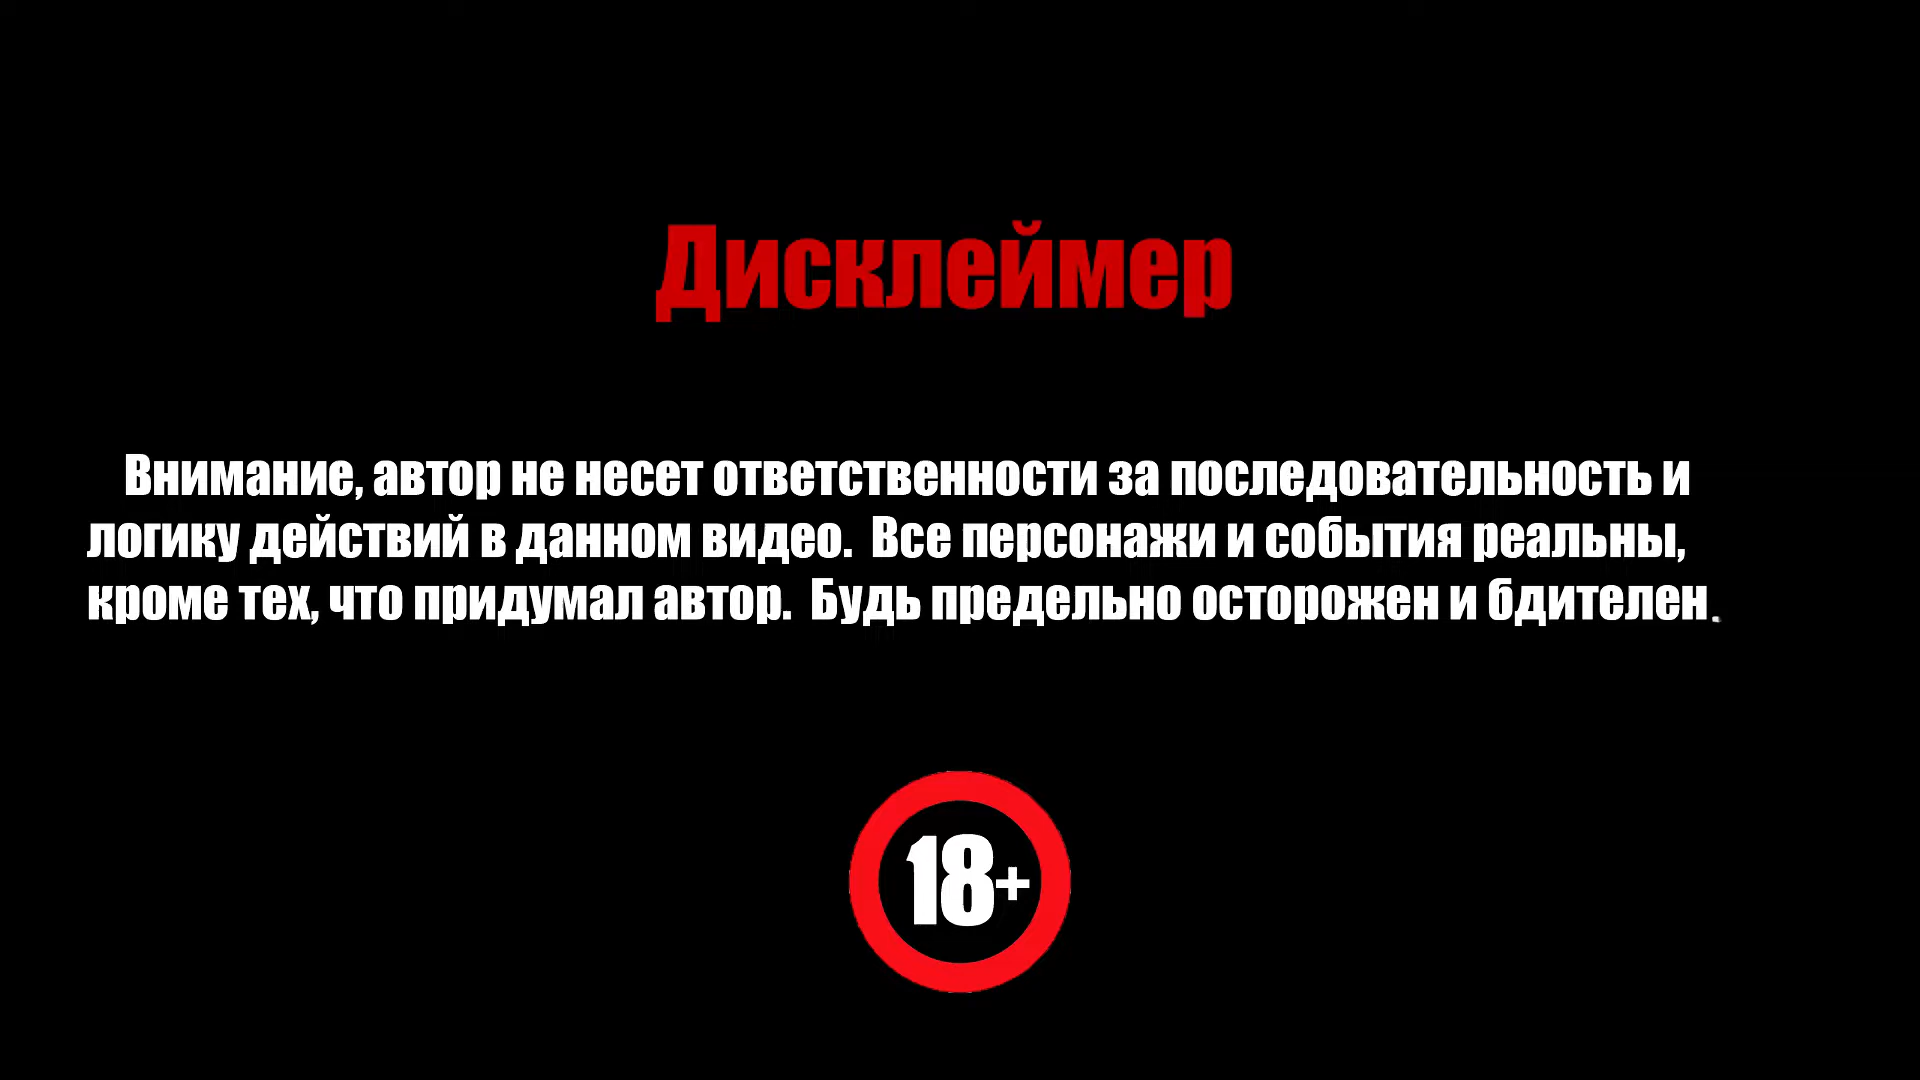 Дисклеймер
Внимание, автор не несет ответственности за последовательность и
логику действий в данном видео. Все персонажи и события реальны,
кроме тех, что придумал автор. Будь предельно осторожен и бдителен.
18+